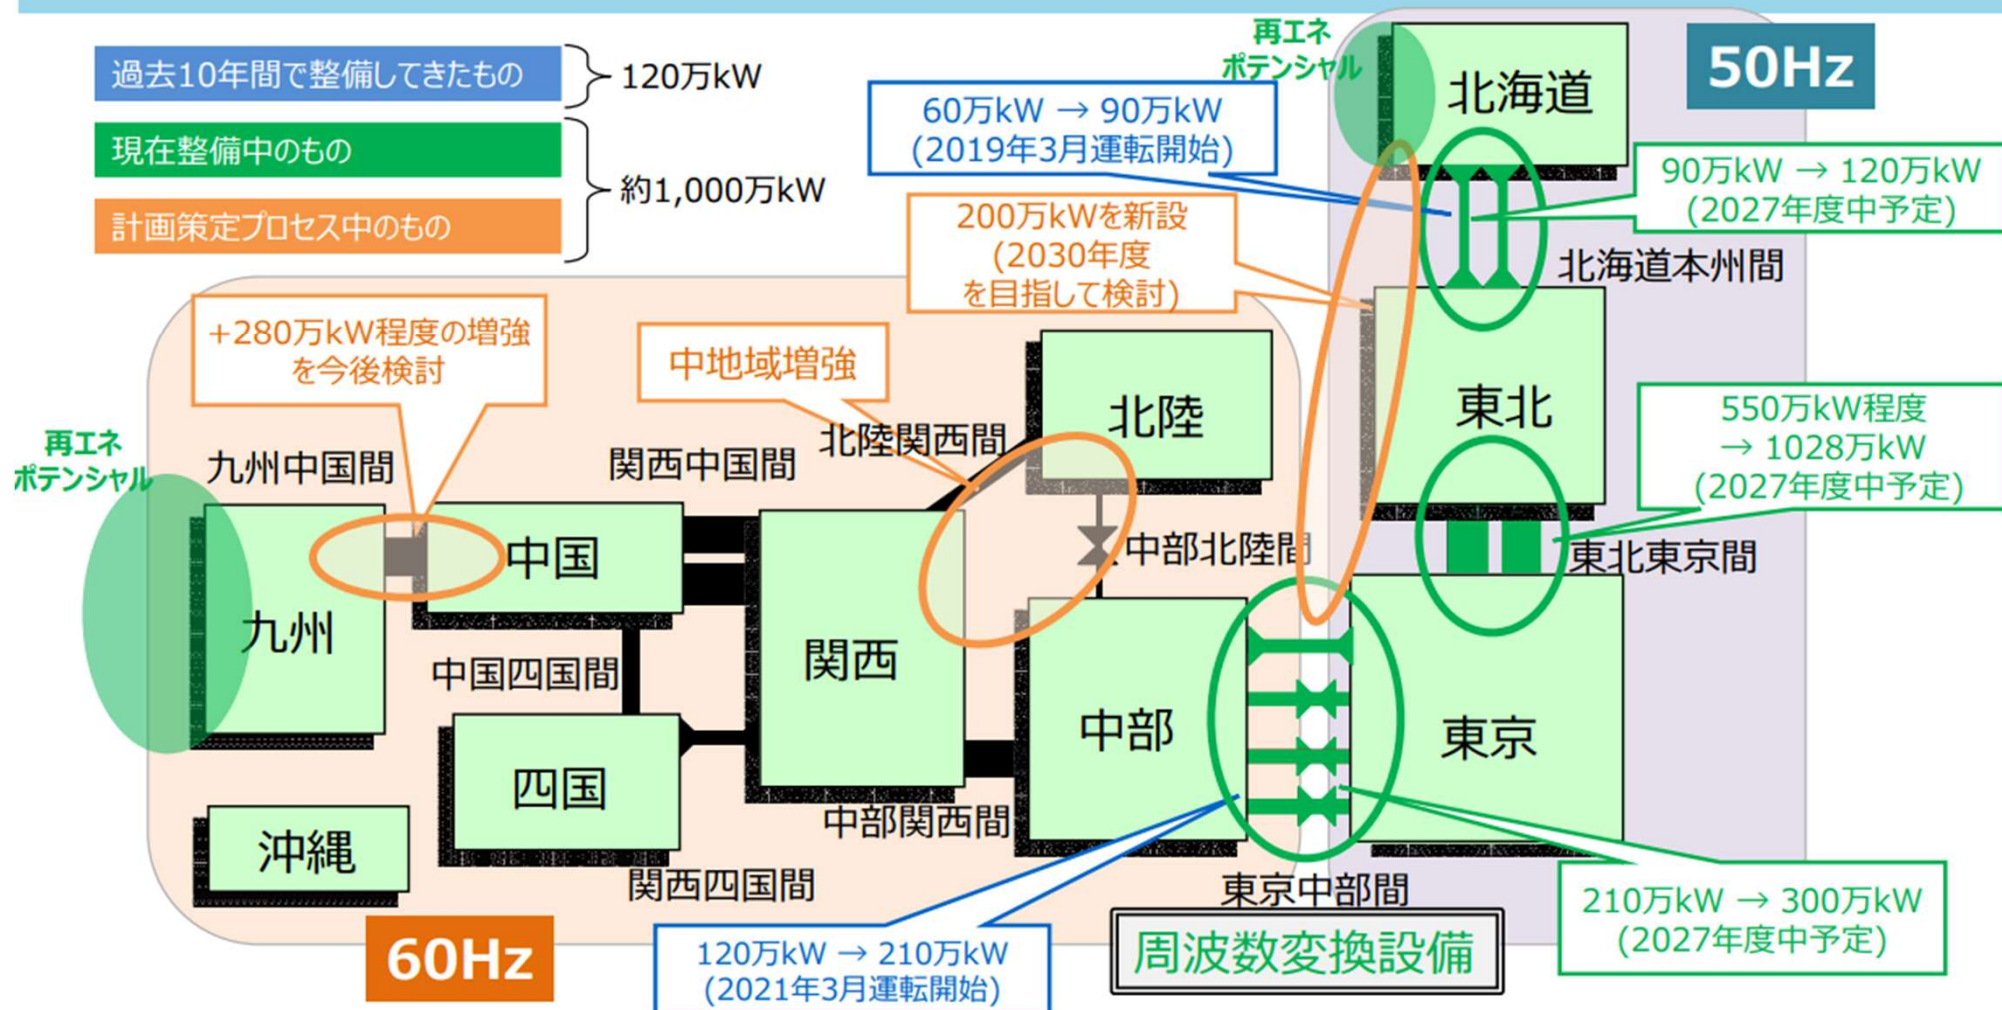 過去10年間で整備してきたもの
120万kW
現在整備中のもの
計画策定プロセス中のもの
約1,000万kW
再エネ
ポテンシャル
北海道
50Hz
60万kW → 90万kW
(2019年3月運転開始)
90万kW → 120万kW
(2027年度中予定)
200万kWを新設
(2030年度
を目指して検討)
北海道本州間
+280万kW程度の増強
を今後検討
中地域増強
北陸
東北
550万kW程度
→ 1028万kW
(2027年度中予定)
再エネ
ポテンシャル
九州中国間
関西中国間
北陸関西間
中国
中部北陸間
東北東京間
九州
中国四国間
関西
中部
東京
四国
沖縄
中部関西間
関西四国間
東京中部間
60Hz
120万kW → 210万kW
(2021年3月運転開始)
周波数変換設備
210万kW → 300万kW
(2027年度中予定)